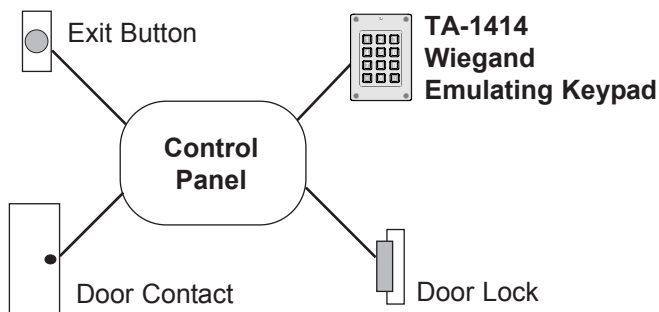 Exit Button
TA-1414
Wiegand
Emulating Keypad
Control
Panel
Door Contact
Door Lock